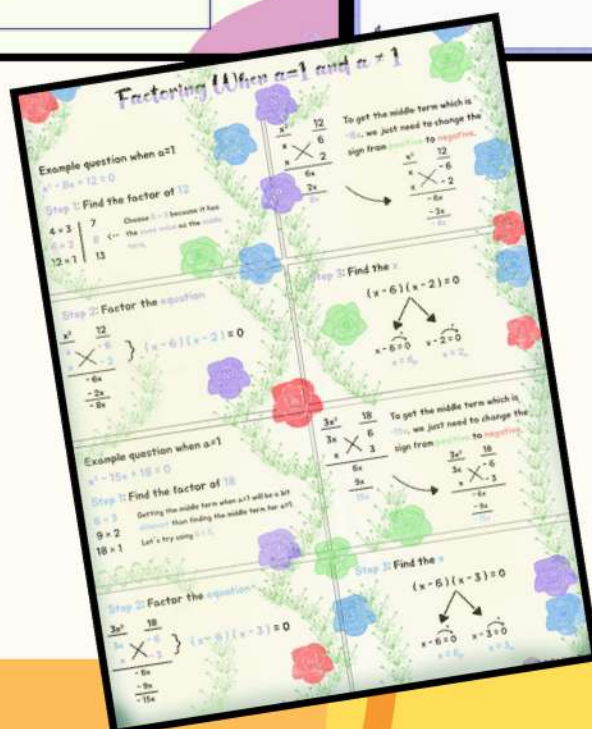 Factoring When a=1 and a ≠ 1
Example question when a=1
x² - 8x + 12 = 0
Step 1: Find the factor of 12
4 × 3 7
6 × 2 8
12 × 1 13
Choose 6 × 2 because it has
the same value as the middle
term.
x² 12
x 6
x 2
6x
2x
8x
To get the middle term which is
-8x, we just need to change the
sign from positive to negative.
x² 12
x -6
x -2
-6x
-2x
-8x
Step 2: Factor the equation
x² 12
x -6
x -2
-6x
-2x
-8x
(x-6)(x-2)=0
Step 3: Find the x
(x-6)(x-2)=0
x-6=0 x-2=0
x=6, x=2,
Example question when a≠1
x² - 15x + 18 = 0
Step 1: Find the factor of 18
6 × 3
9 × 2
18 × 1
Getting the middle term when a≠1 will be a bit
different than finding the middle term for a=1.
Let's try using 6 × 3.
3x² 18
3x 6
x 3
6x
9x
15x
To get the middle term which is
-15x, we just need to change the
sign from positive to negative.
3x² 18
3x -6
x -3
-6x
-9x
-15x
Step 2: Factor the equation
3x² 18
3x -6
x -3
-6x
-9x
-15x
(x-6)(x-3)=0
Step 3: Find the x
(x-6)(x-3)=0
x-6=0 x-3=0
x=6, x=3,